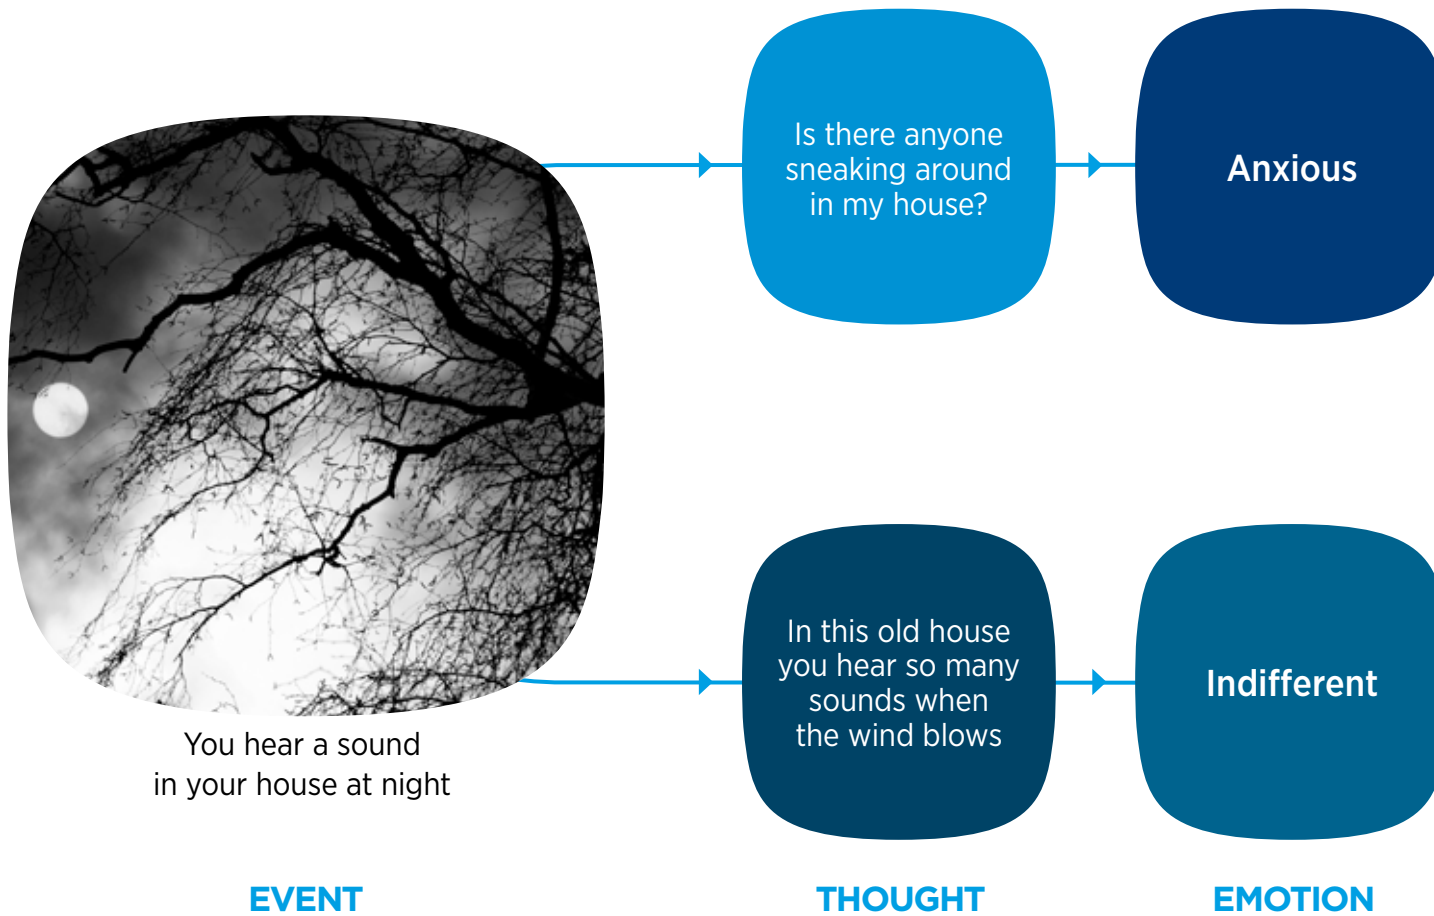 Is there anyone
sneaking around
in my house?
Anxious
In this old house
you hear so many
sounds when
the wind blows
Indifferent
You hear a sound
in your house at night
EVENT
THOUGHT
EMOTION